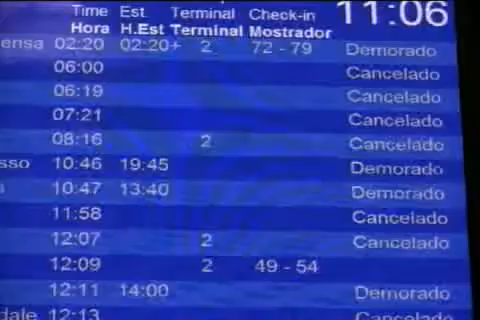 Time Est Terminal Check-in 11:06
Hora H.Est Terminal Mostrador
ensa 02:20 02:20+ 2 72 - 79 Demorado
06:00 Cancelado
06:19 Cancelado
07:21 Cancelado
08:16 2 Cancelado
sso 10:46 19:45 Demorado
10:47 13:40 Demorado
11:58 Cancelado
12:07 2 Cancelado
12:09 2 49 - 54
12:11 14:00 Demorado
dale 12:13 Cancelado